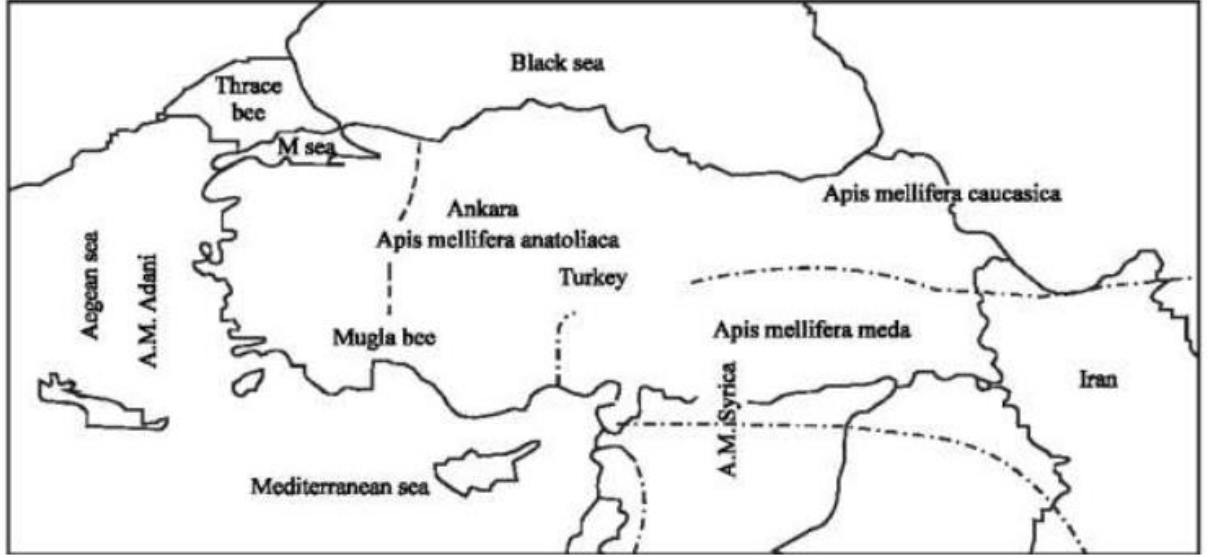 Black sea
Thrace
bee
M sea
Apis mellifera caucasica
Ankara
Apis mellifera anatoliaca
Turkey
Aegean sea
A.M. Adani
Mugla bee
Apis mellifera meda
Iran
A.M. Syrica
Mediterranean sea